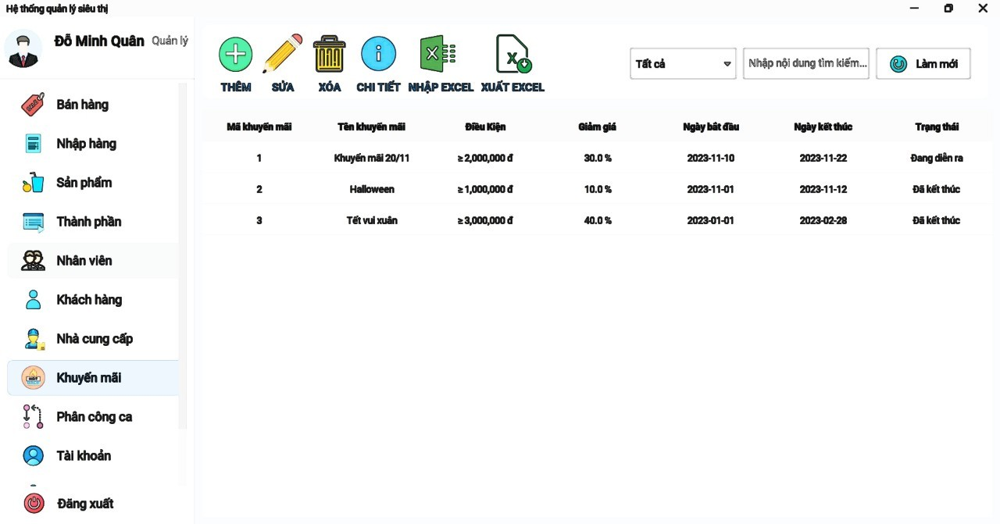 Hệ thống quản lý siêu thị
Đỗ Minh Quân Quản lý
Bán hàng
Nhập hàng
Sản phẩm
Thành phần
Nhân viên
Khách hàng
Nhà cung cấp
Khuyến mãi
Phân công ca
Tài khoản
Đăng xuất
THÊM SỬA XÓA CHI TIẾT NHẬP EXCEL XUẤT EXCEL
Tất cả Nhập nội dung tìm kiếm... Làm mới
Mã khuyến mãi Tên khuyến mãi Điều Kiện Giảm giá Ngày bắt đầu Ngày kết thúc Trạng thái
1 Khuyến mãi 20/11 ≥ 2,000,000 đ 30.0 % 2023-11-10 2023-11-22 Đang diễn ra
2 Halloween ≥ 1,000,000 đ 10.0 % 2023-11-01 2023-11-12 Đã kết thúc
3 Tết vui xuân ≥ 3,000,000 đ 40.0 % 2023-01-01 2023-02-28 Đã kết thúc